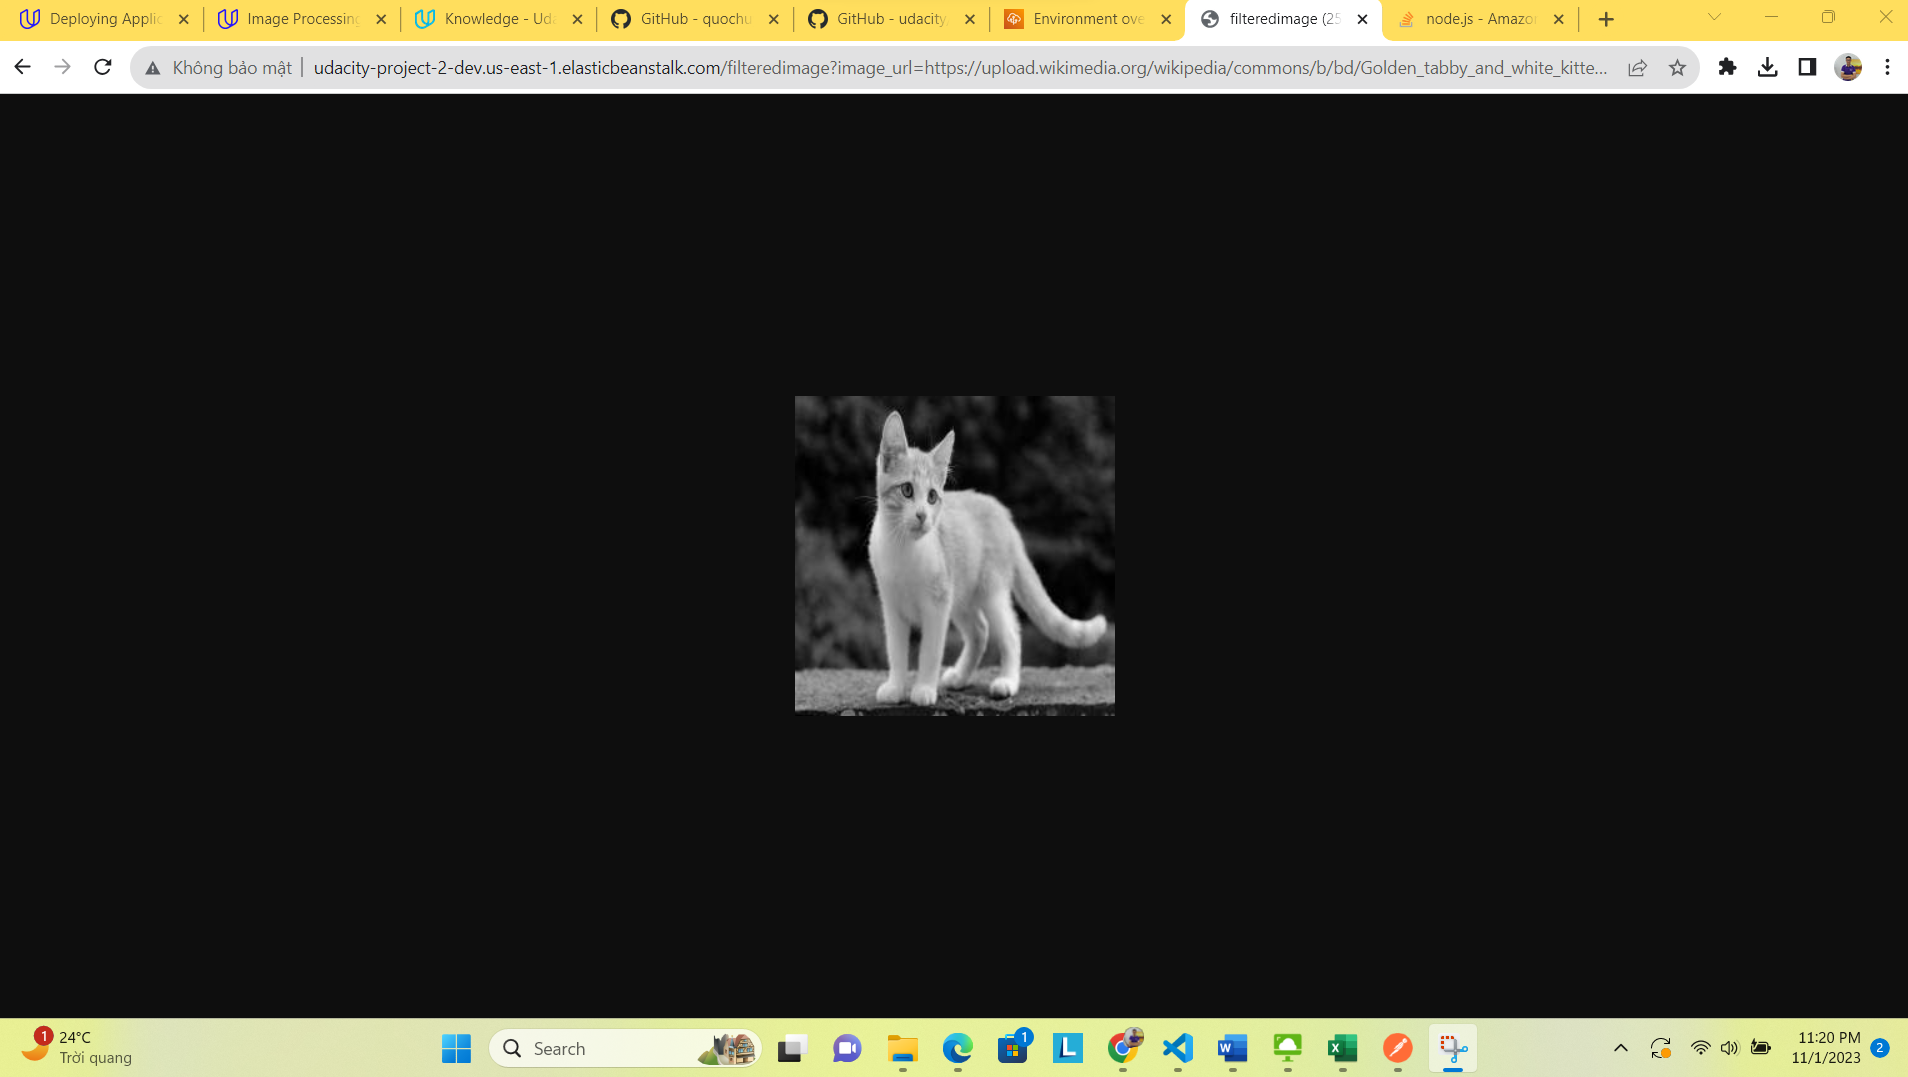 Deploying Applic
Image Processing
Knowledge - Uda
GitHub - quochu
GitHub - udacity
Environment ove
filteredimage (25
node.js - Amazon
Không bảo mật
udacity-project-2-dev.us-east-1.elasticbeanstalk.com/filteredimage?image_url=https://upload.wikimedia.org/wikipedia/commons/b/bd/Golden_tabby_and_white_kitte...
1
24°C
Trời quang
Search
1
11:20 PM
11/1/2023
2